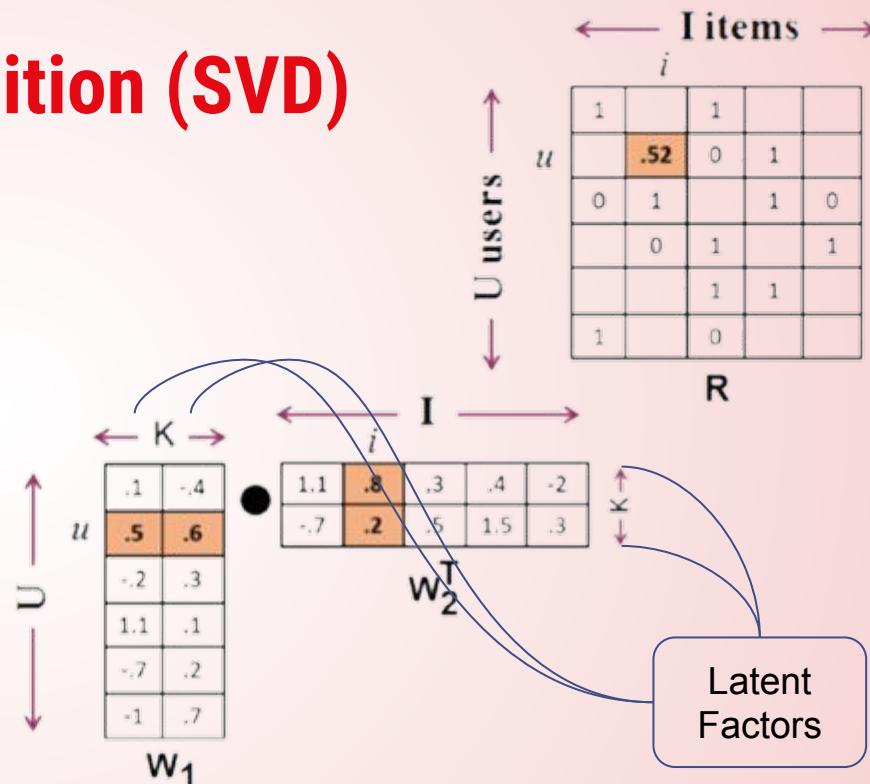 ition (SVD)
I items
i
1 1
u .52 0 1
0 1 1 0
0 1 1
1 1
1 0
U users
R
K
I
i
.1 -.4
u .5 .6
-.2 .3
1.1 .1
-.7 .2
-1 .7
U
W1
1.1 .8 .3 .4 -2
-.7 .2 .5 1.5 .3
K
W2T
Latent
Factors